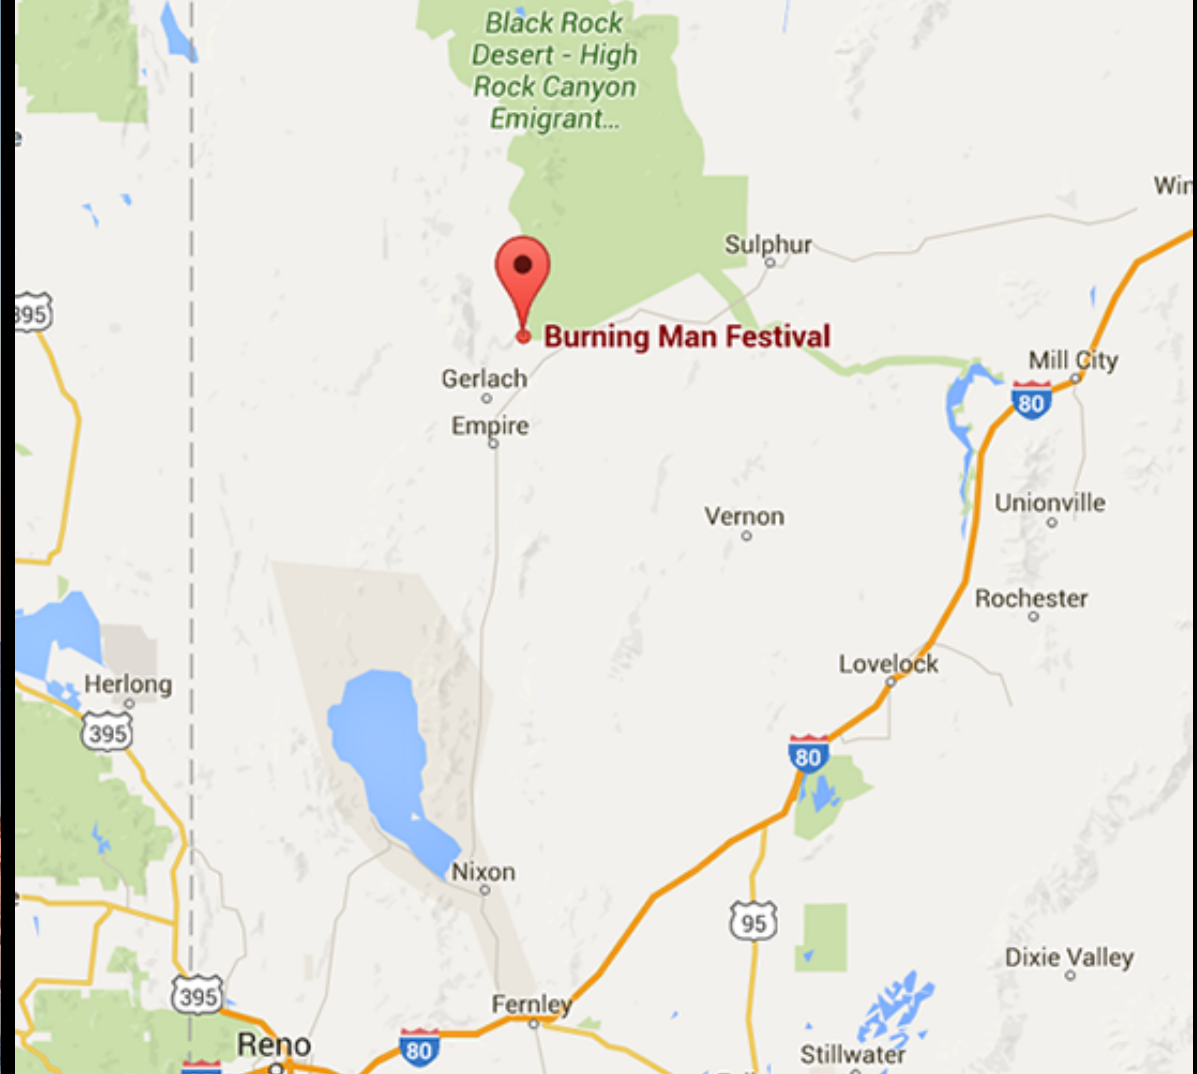 Black Rock
Desert - High
Rock Canyon
Emigrant...
Sulphur
395
Burning Man Festival
Mill City
Gerlach
80
Empire
Unionville
Vernon
Rochester
Lovelock
Herlong
395
80
Nixon
95
Dixie Valley
395
Fernley
Reno
80
Stillwater